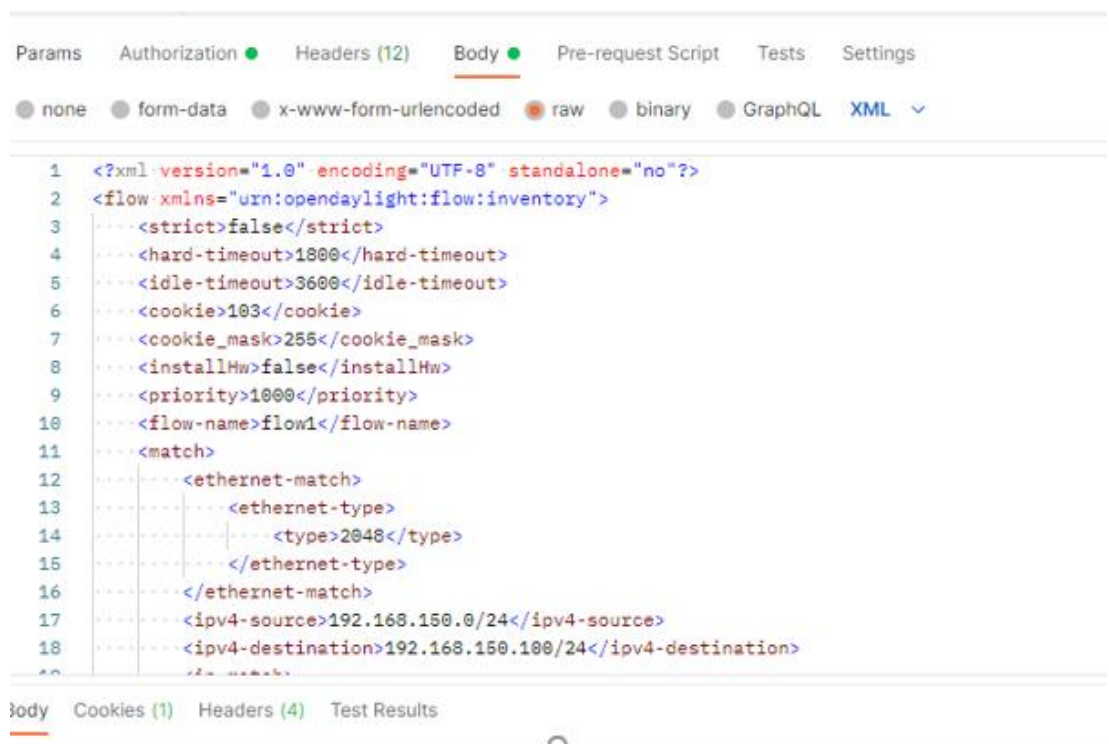 Params Authorization Headers (12) Body Pre-request Script Tests Settings
none form-data x-www-form-urlencoded raw binary GraphQL XML
1 <?xml version="1.0" encoding="UTF-8" standalone="no"?>
2 <flow xmlns="urn:opendaylight:flow:inventory">
3 <strict>false</strict>
4 <hard-timeout>1800</hard-timeout>
5 <idle-timeout>3600</idle-timeout>
6 <cookie>103</cookie>
7 <cookie_mask>255</cookie_mask>
8 <installHw>false</installHw>
9 <priority>1000</priority>
10 <flow-name>flow1</flow-name>
11 <match>
12 <ethernet-match>
13 <ethernet-type>
14 <type>2048</type>
15 </ethernet-type>
16 </ethernet-match>
17 <ipv4-source>192.168.150.0/24</ipv4-source>
18 <ipv4-destination>192.168.150.100/24</ipv4-destination>
Body Cookies (1) Headers (4) Test Results